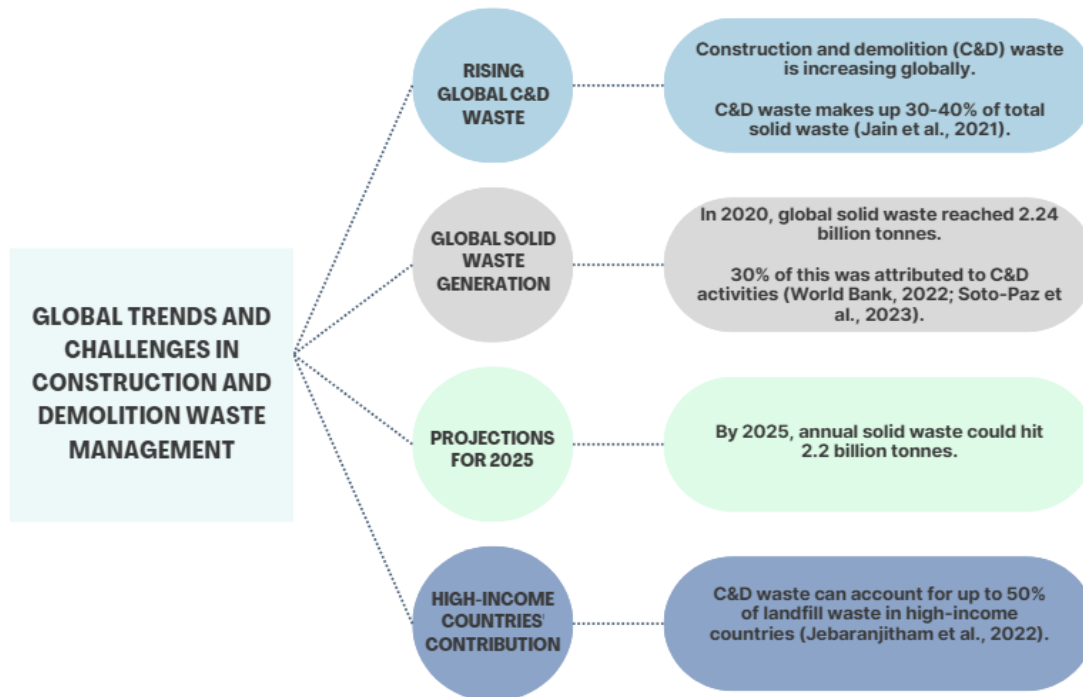 GLOBAL TRENDS AND
CHALLENGES IN
CONSTRUCTION AND
DEMOLITION WASTE
MANAGEMENT
RISING
GLOBAL C&D
WASTE
Construction and demolition (C&D) waste
is increasing globally.
C&D waste makes up 30-40% of total
solid waste (Jain et al., 2021).
GLOBAL SOLID
WASTE
GENERATION
In 2020, global solid waste reached 2.24
billion tonnes.
30% of this was attributed to C&D
activities (World Bank, 2022; Soto-Paz et
al., 2023).
PROJECTIONS
FOR 2025
By 2025, annual solid waste could hit
2.2 billion tonnes.
HIGH-INCOME
COUNTRIES'
CONTRIBUTION
C&D waste can account for up to 50%
of landfill waste in high-income
countries (Jebaranjitham et al., 2022).